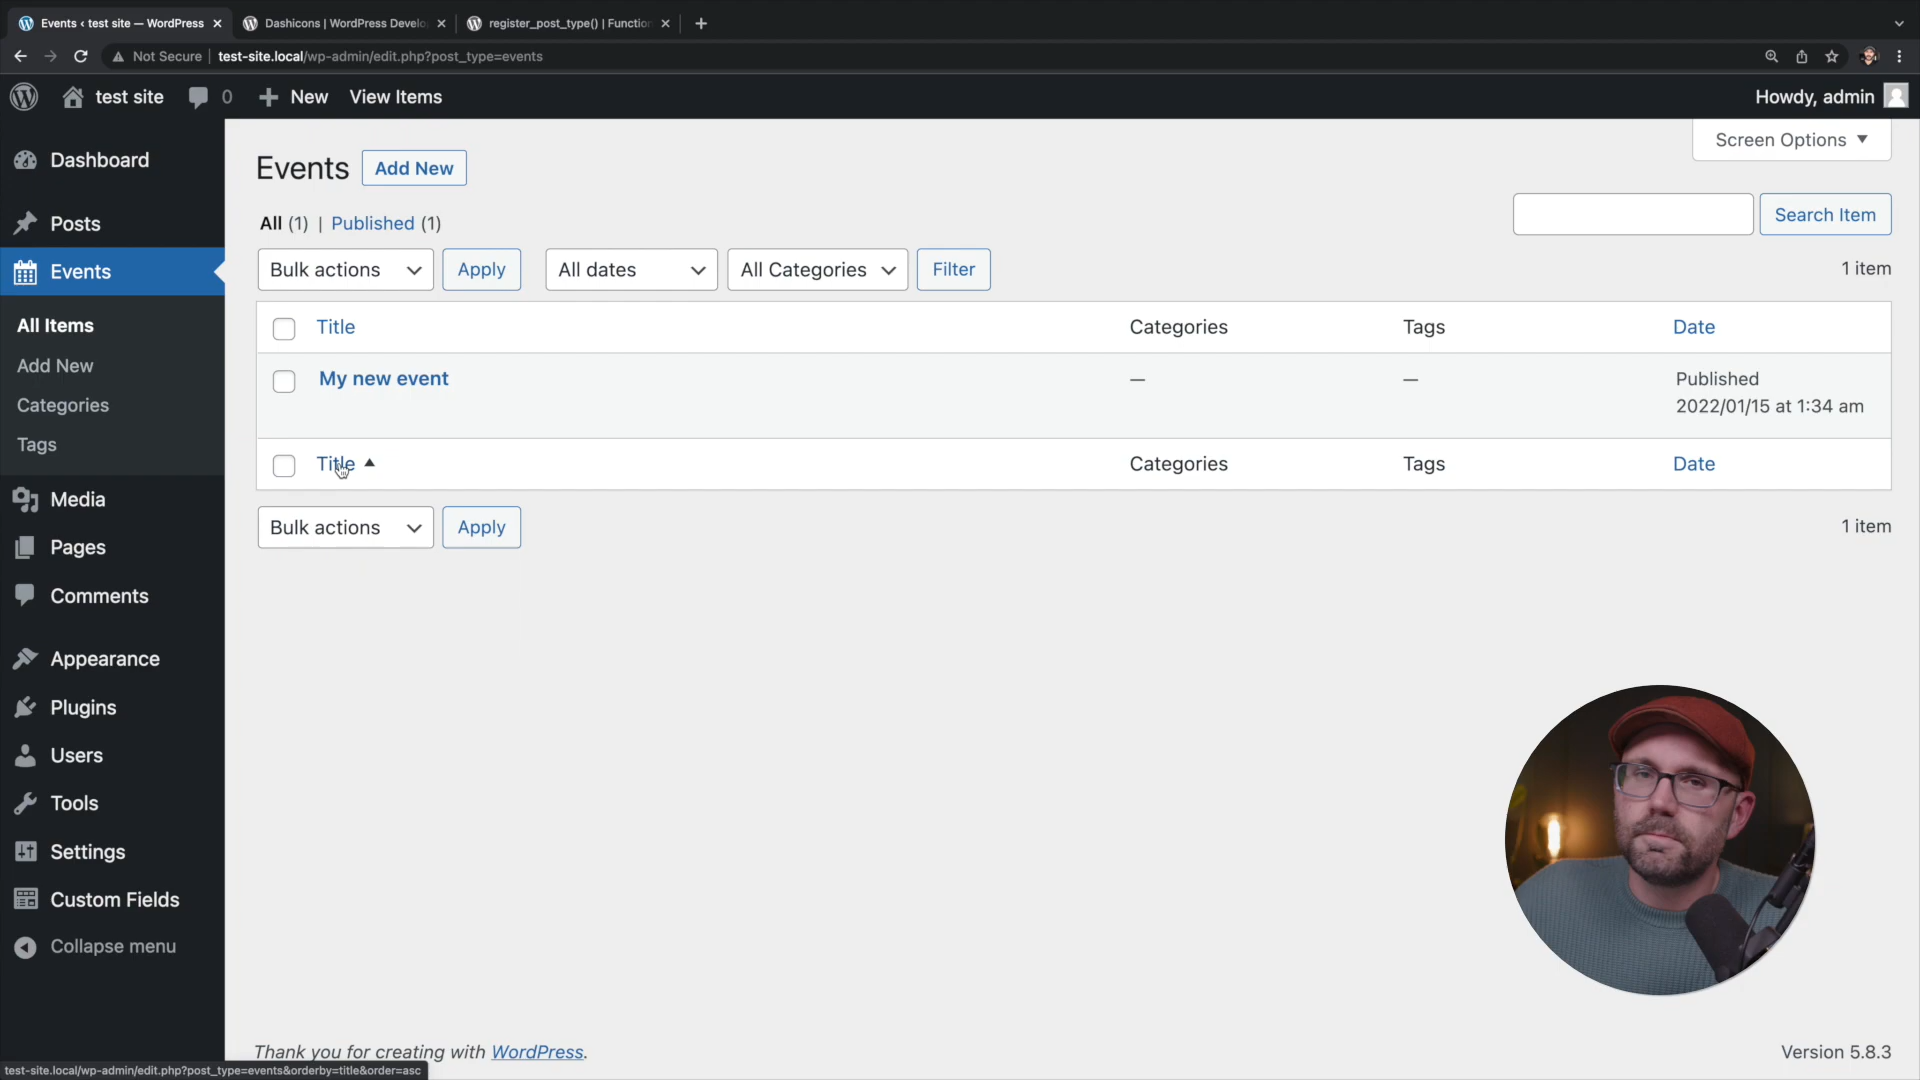 Events ‹ test site — WordPress
Dashicons | WordPress Develo
register_post_type() | Functio
Not Secure
test-site.local/wp-admin/edit.php?post_type=events
test site
0
New
View Items
Howdy, admin
Dashboard
Posts
Events
All Items
Add New
Categories
Tags
Media
Pages
Comments
Appearance
Plugins
Users
Tools
Settings
Custom Fields
Collapse menu
Screen Options
Events
Add New
All (1) | Published (1)
Search Item
Bulk actions
Apply
All dates
All Categories
Filter
1 item
Title
Categories
Tags
Date
My new event
—
—
Published
2022/01/15 at 1:34 am
Title
Categories
Tags
Date
Bulk actions
Apply
1 item
Thank you for creating with WordPress.
Version 5.8.3
test-site.local/wp-admin/edit.php?post_type=events&orderby=title&order=asc